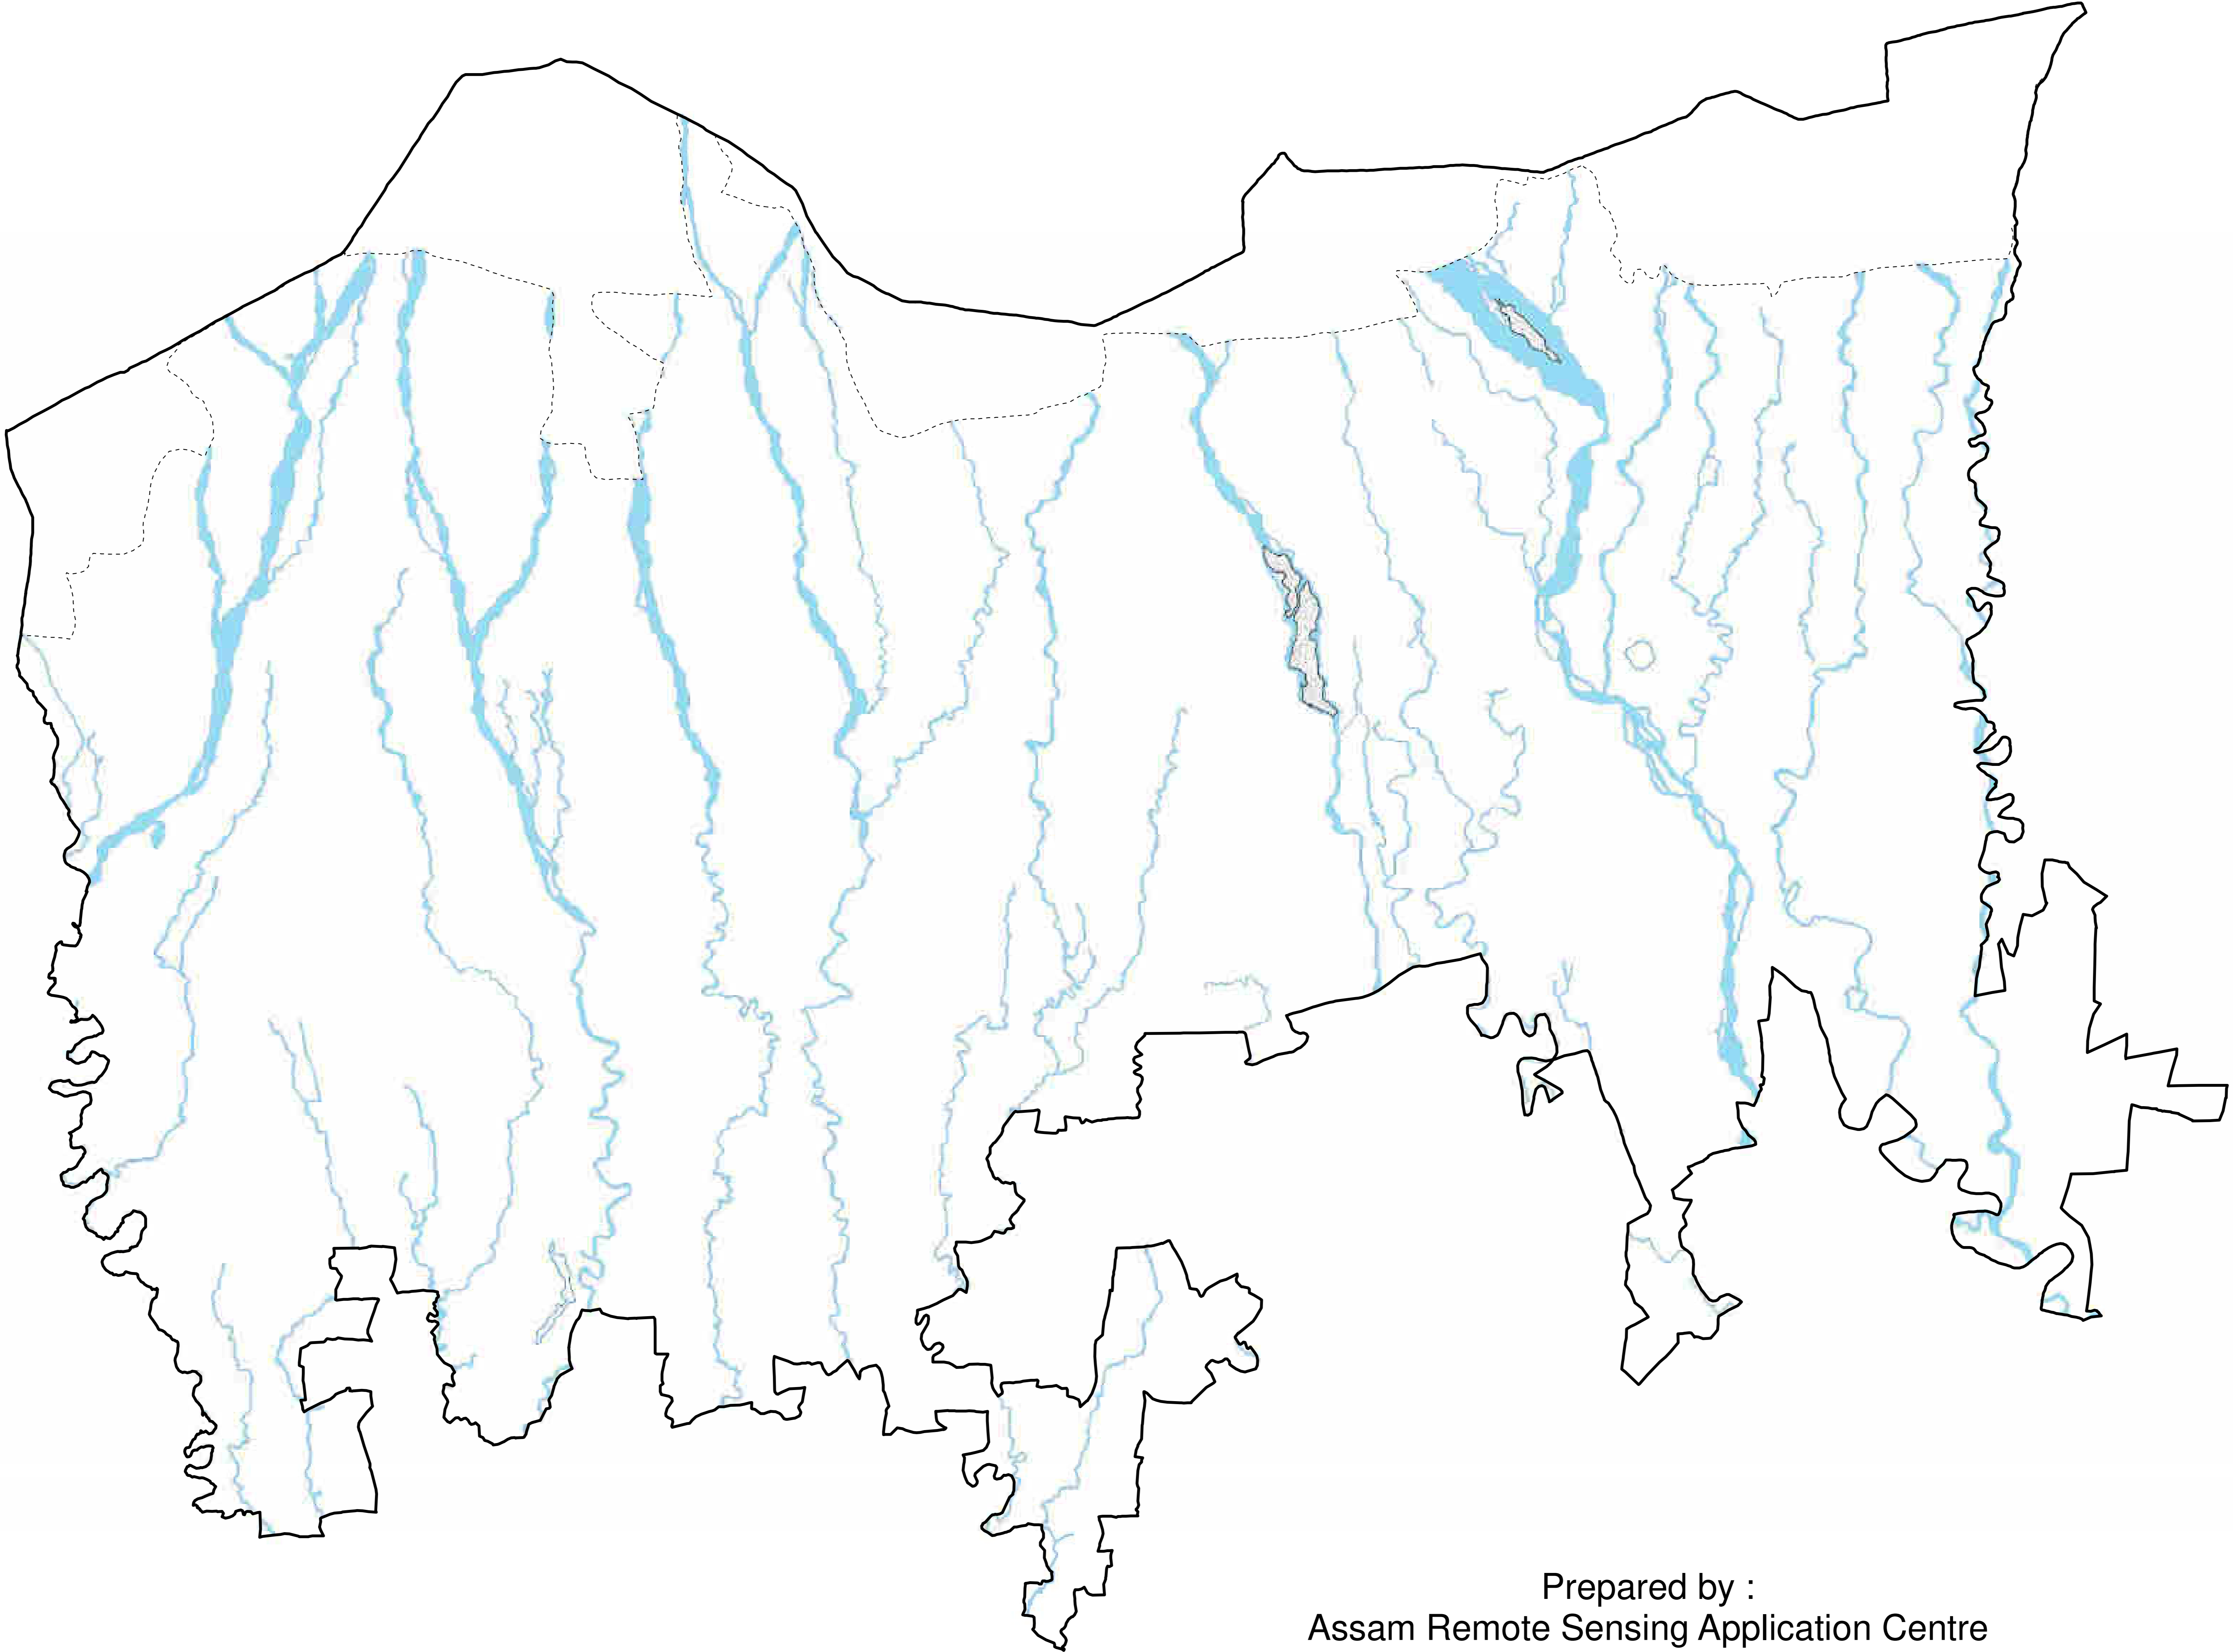 Prepared by :
Assam Remote Sensing Application Centre